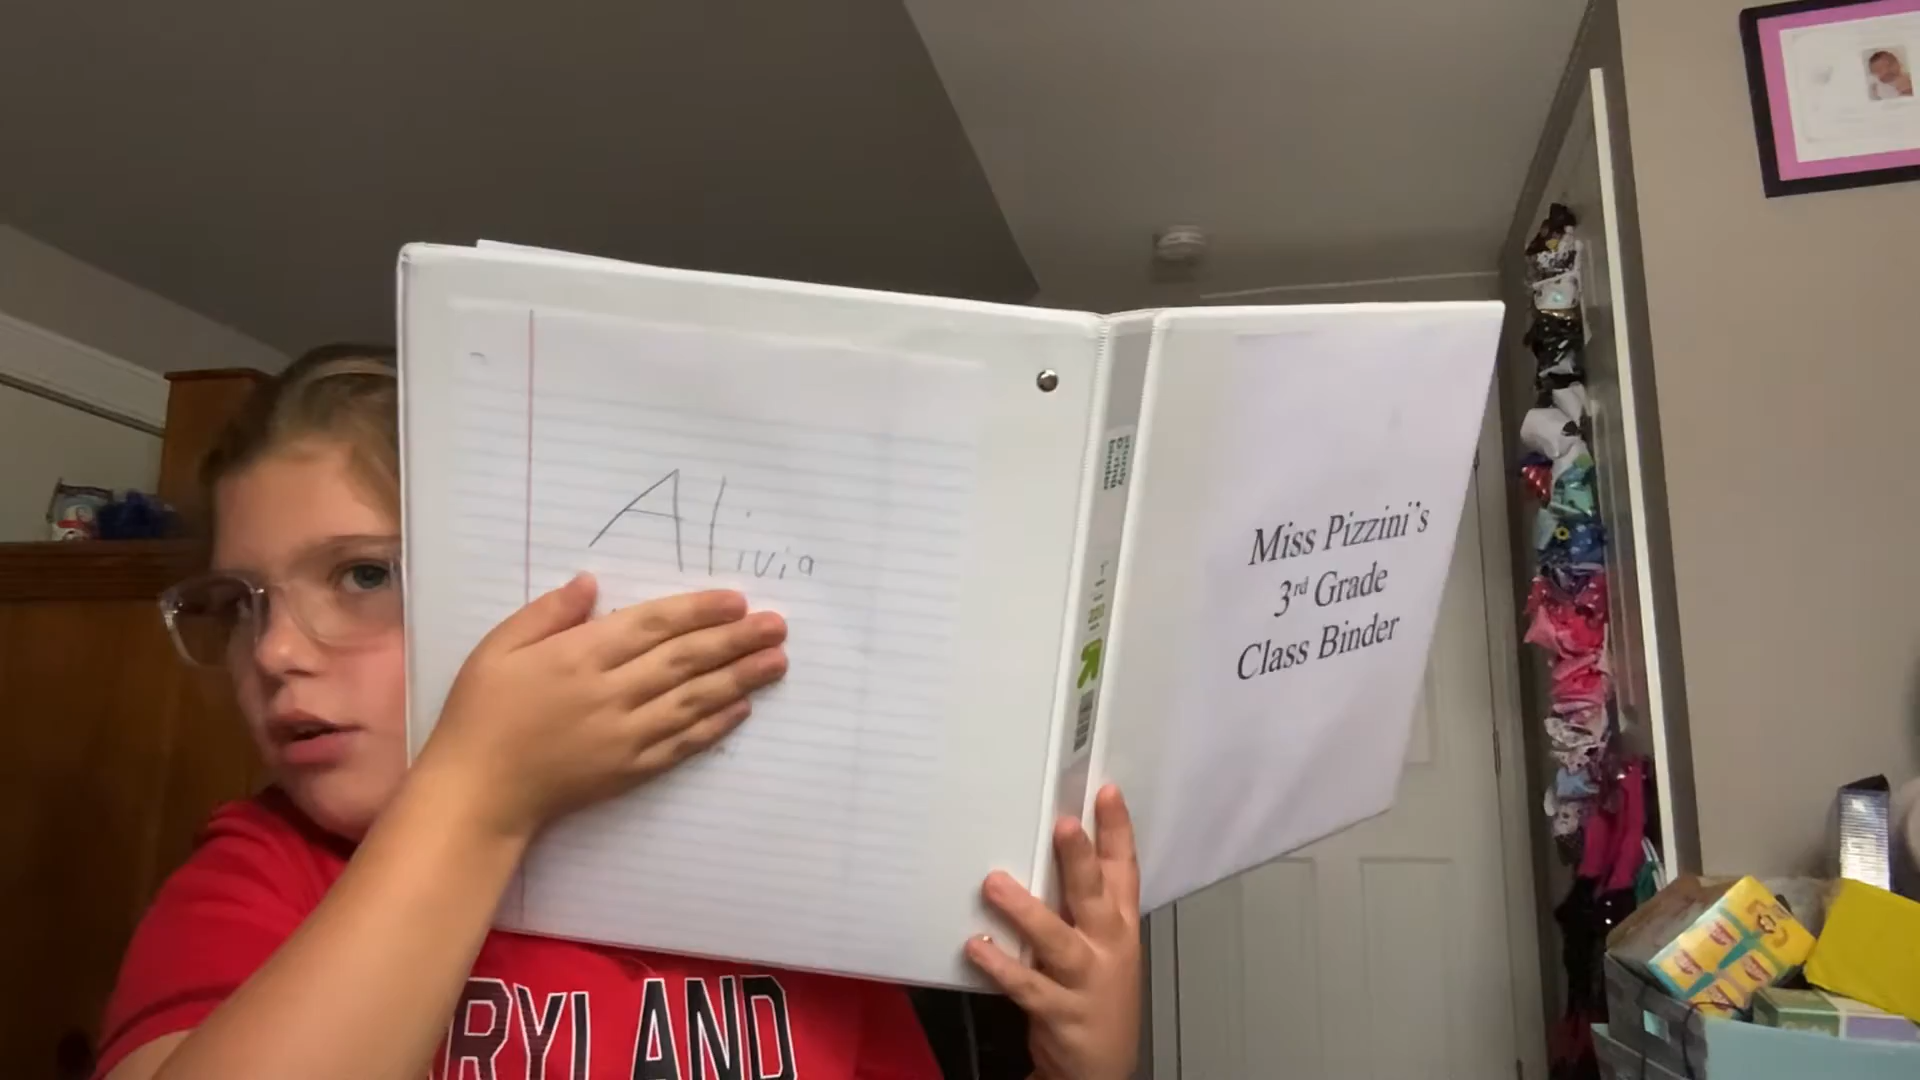 Alivia
Miss Pizzini's
3rd Grade
Class Binder
RYLAND